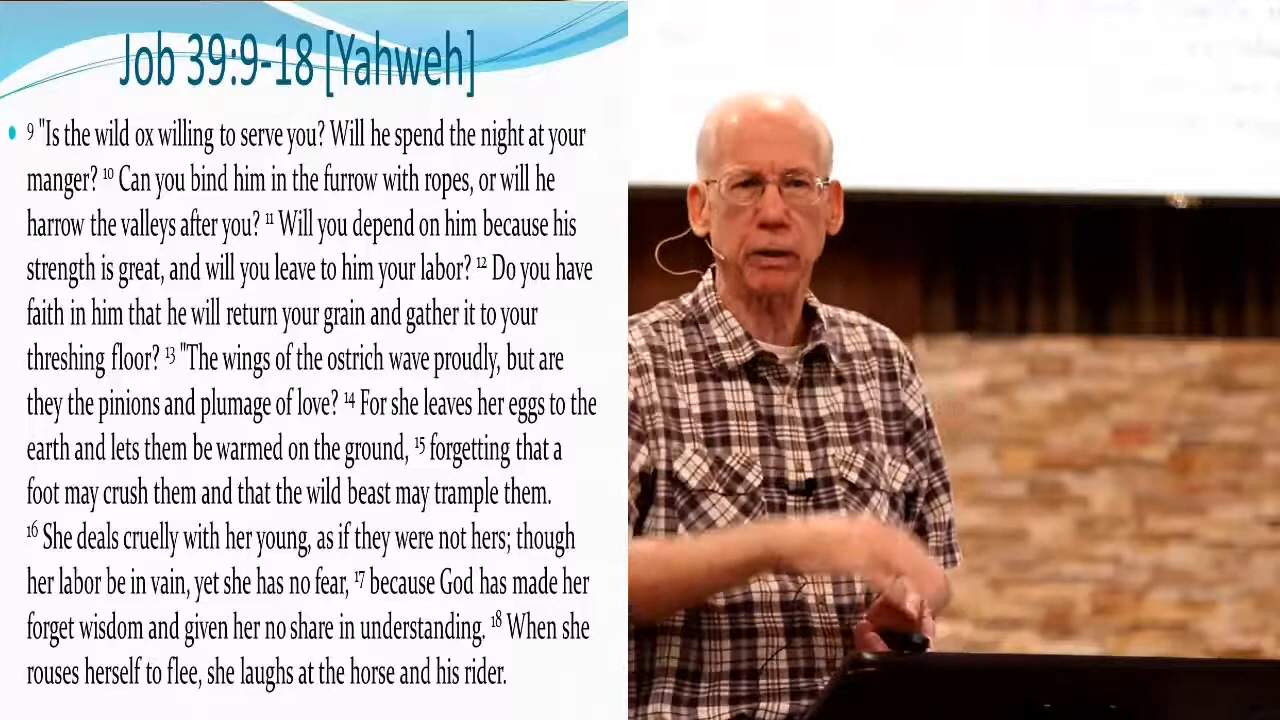 Job 39:9-18 [Yahweh]
• ⁹ "Is the wild ox willing to serve you? Will he spend the night at your
manger? ¹⁰ Can you bind him in the furrow with ropes, or will he
harrow the valleys after you? ¹¹ Will you depend on him because his
strength is great, and will you leave to him your labor? ¹² Do you have
faith in him that he will return your grain and gather it to your
threshing floor? ¹³ "The wings of the ostrich wave proudly, but are
they the pinions and plumage of love? ¹⁴ For she leaves her eggs to the
earth and lets them be warmed on the ground, ¹⁵ forgetting that a
foot may crush them and that the wild beast may trample them.
¹⁶ She deals cruelly with her young, as if they were not hers; though
her labor be in vain, yet she has no fear, ¹⁷ because God has made her
forget wisdom and given her no share in understanding. ¹⁸ When she
rouses herself to flee, she laughs at the horse and his rider.